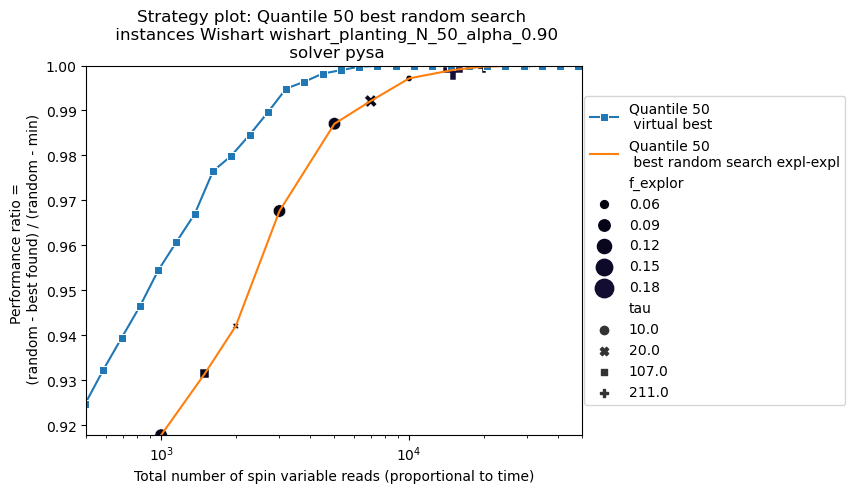 Strategy plot: Quantile 50 best random search
instances Wishart wishart_planting_N_50_alpha_0.90
solver pysa
1.00
0.99
0.98
0.97
0.96
0.95
0.94
0.93
0.92
Performance ratio =
(random - best found) / (random - min)
10^3
10^4
Total number of spin variable reads (proportional to time)
Quantile 50
virtual best
Quantile 50
best random search expl-expl
f_explor
0.06
0.09
0.12
0.15
0.18
tau
10.0
20.0
107.0
211.0